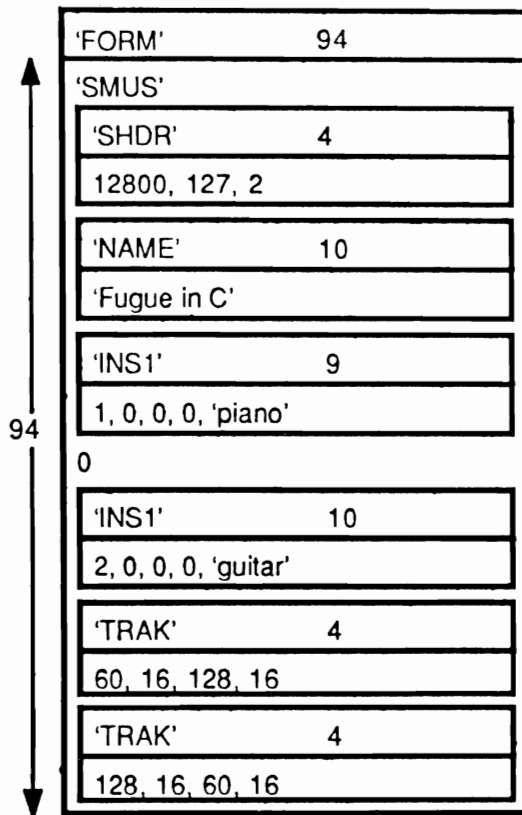 'FORM' 94
'SMUS'
'SHDR' 4
12800, 127, 2
'NAME' 10
'Fugue in C'
'INS1' 9
1, 0, 0, 0, 'piano'
94
0
'INS1' 10
2, 0, 0, 0, 'guitar'
'TRAK' 4
60, 16, 128, 16
'TRAK' 4
128, 16, 60, 16